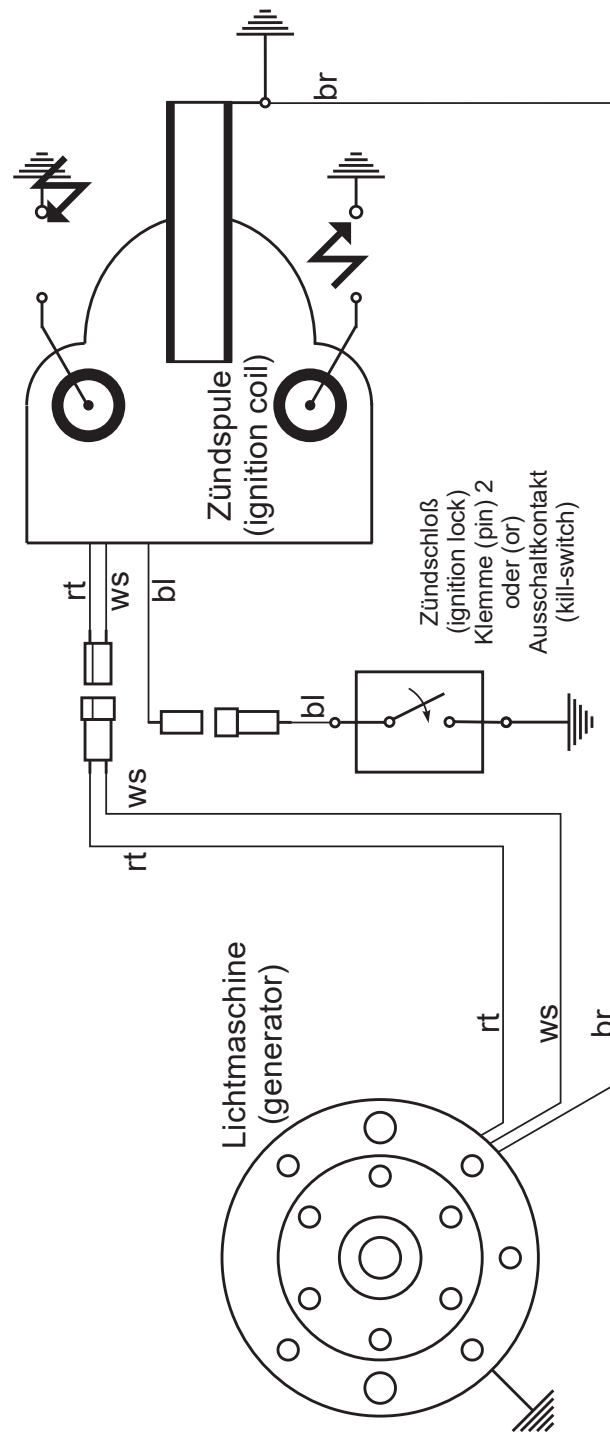 br
Zündspule
(ignition coil)
rt
ws
bl
Zündschloß
(ignition lock)
Klemme (pin) 2
oder (or)
Ausschaltkontakt
(kill-switch)
bl
ws
rt
Lichtmaschine
(generator)
rt
ws
br